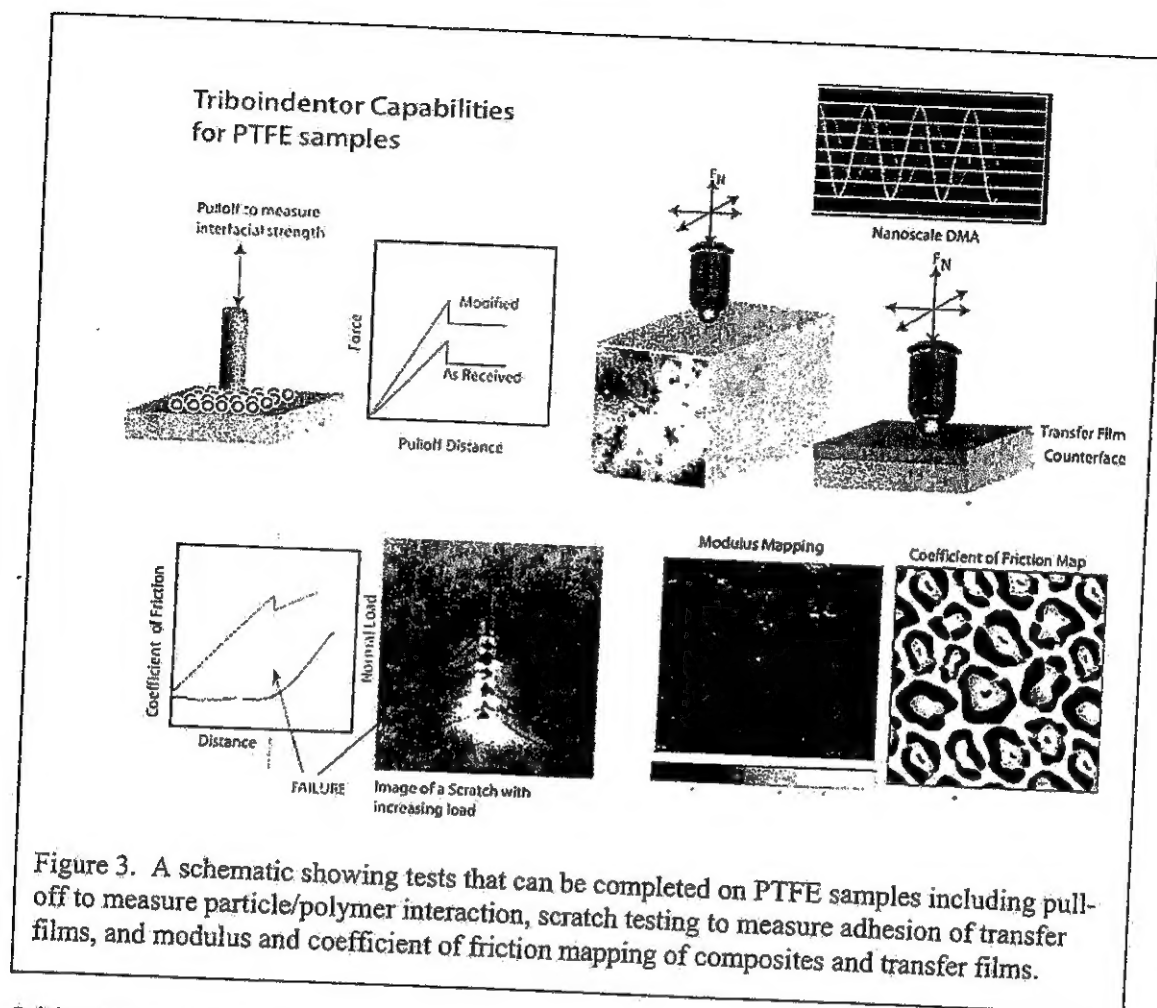 Triboindentor Capabilities
for PTFE samples
Pulloff to measure
interfacial strength
Force
Modified
As Received
Pulloff Distance
FN
Nanoscale DMA
FN
Transfer Film
Counterface
Coefficient of Friction
Normal Load
Distance
FAILURE
Image of a Scratch with
increasing load
Modulus Mapping
Coefficient of Friction Map
Figure 3. A schematic showing tests that can be completed on PTFE samples including pull-
off to measure particle/polymer interaction, scratch testing to measure adhesion of transfer
films, and modulus and coefficient of friction mapping of composites and transfer films.